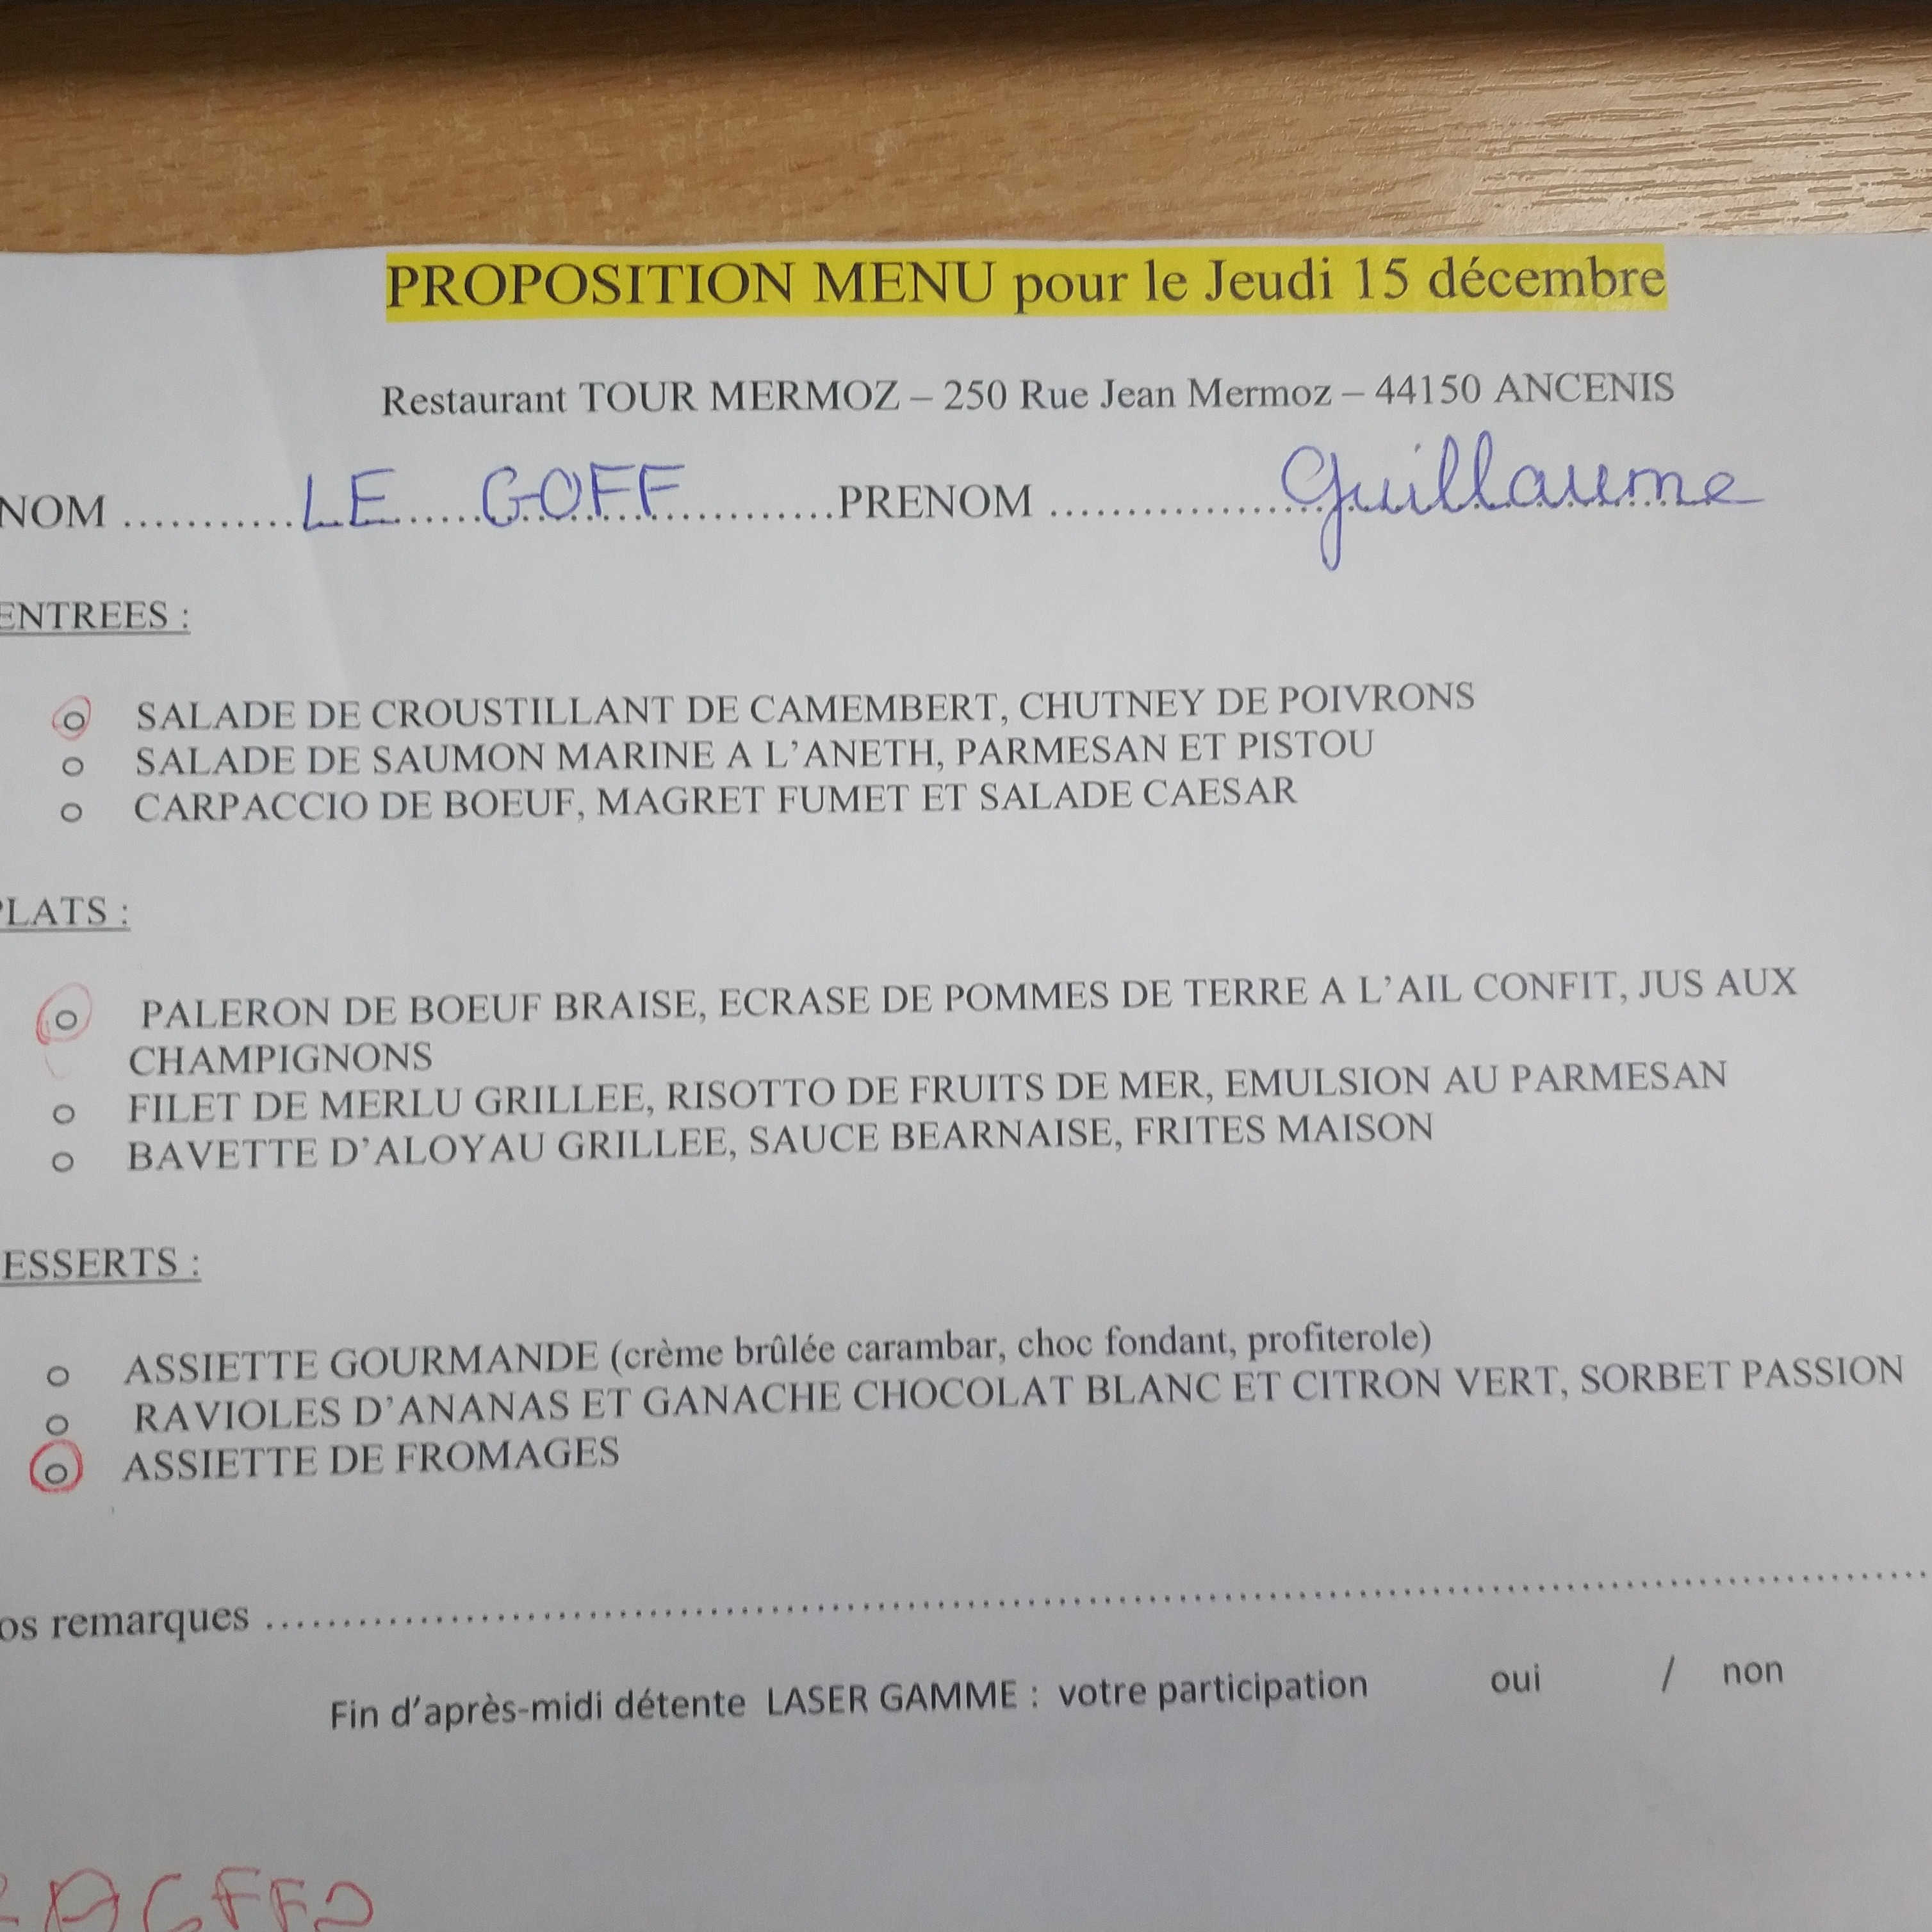 PROPOSITION MENU pour le Jeudi 15 décembre
Restaurant TOUR MERMOZ – 250 Rue Jean Mermoz – 44150 ANCENIS
NOM ...........LE.....GOFF..........PRENOM ................Guillaume
ENTREES :
o SALADE DE CROUSTILLANT DE CAMEMBERT, CHUTNEY DE POIVRONS
o SALADE DE SAUMON MARINE A L'ANETH, PARMESAN ET PISTOU
o CARPACCIO DE BOEUF, MAGRET FUMET ET SALADE CAESAR
PLATS :
o PALERON DE BOEUF BRAISE, ECRASE DE POMMES DE TERRE A L'AIL CONFIT, JUS AUX
CHAMPIGNONS
o FILET DE MERLU GRILLEE, RISOTTO DE FRUITS DE MER, EMULSION AU PARMESAN
o BAVETTE D'ALOYAU GRILLEE, SAUCE BEARNAISE, FRITES MAISON
ESSERTS :
o ASSIETTE GOURMANDE (crème brûlée carambar, choc fondant, profiterole)
o RAVIOLES D'ANANAS ET GANACHE CHOCOLAT BLANC ET CITRON VERT, SORBET PASSION
o ASSIETTE DE FROMAGES
os remarques ........................................................................
Fin d'après-midi détente LASER GAMME : votre participation oui / non